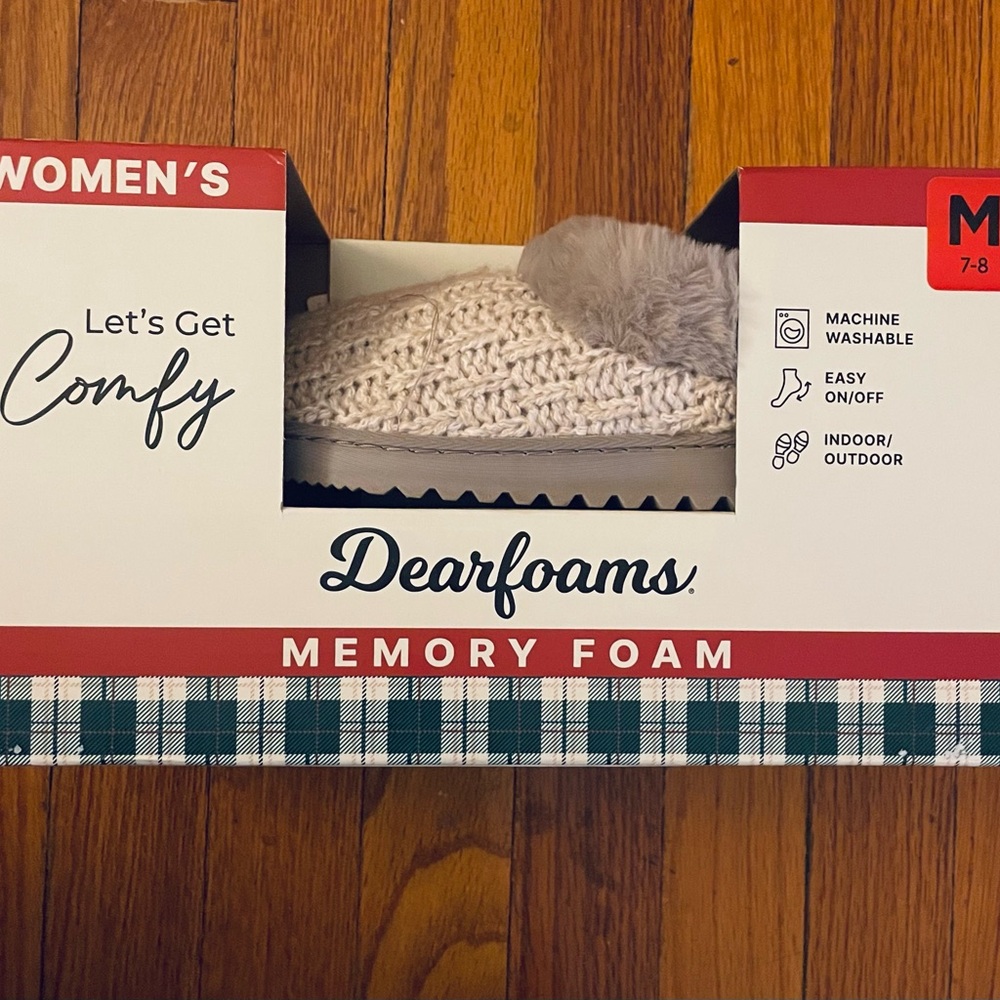 WOMEN'S
Let's Get
Comfy
M
7-8
MACHINE
WASHABLE
EASY
ON/OFF
INDOOR/
OUTDOOR
Dearfoams®
MEMORY FOAM